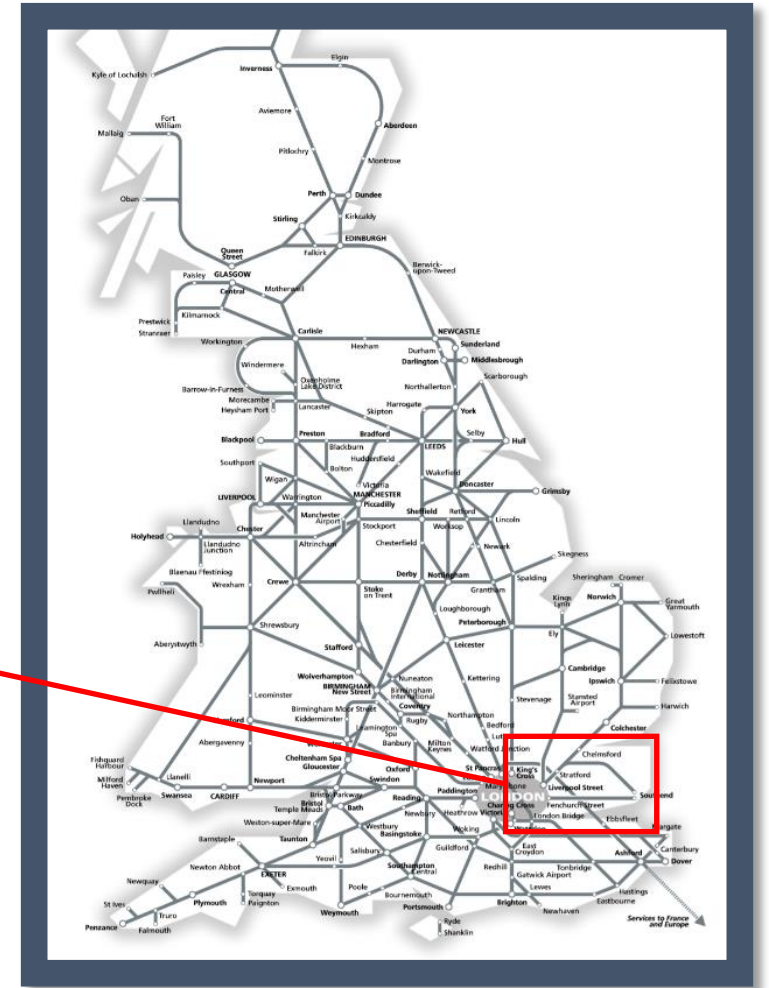 Elgin
Inverness
Kyle of Lochalsh
Aviemore
Fort
William
Mallaig
Aberdeen
Pitlochry
Montrose
Perth
Dundee
Oban
Stirling
Kirkcaldy
EDINBURGH
Queen
Street
Falkirk
Berwick-
upon-Tweed
Paisley
GLASGOW
Central
Motherwell
Prestwick
Kilmarnock
Stranraer
Carlisle
NEWCASTLE
Workington
Hexham
Sunderland
Durham
Darlington
Middlesbrough
Windermere
Scarborough
Oxenholme
Lake District
Barrow-in-Furness
Northallerton
Morecambe
Lancaster
Harrogate
Heysham Port
Skipton
York
Blackpool
Preston
Bradford
Selby
Hull
Blackburn
LEEDS
Huddersfield
Southport
Bolton
Wakefield
Wigan
Victoria
Doncaster
Grimsby
LIVERPOOL
Warrington
MANCHESTER
Piccadilly
Manchester
Airport
Sheffield
Retford
Lincoln
Llandudno
Chester
Stockport
Worksop
Holyhead
Llandudno
Junction
Altrincham
Chesterfield
Newark
Skegness
Blaenau Ffestiniog
Pwllheli
Wrexham
Crewe
Stoke
on Trent
Derby
Nottingham
Grantham
Spalding
Sheringham
Cromer
Kings
Lynn
Norwich
Great
Yarmouth
Loughborough
Peterborough
Shrewsbury
Ely
Lowestoft
Aberystwyth
Stafford
Leicester
Cambridge
Wolverhampton
Nuneaton
Kettering
Ipswich
Felixstowe
BIRMINGHAM
New Street
Birmingham
International
Leominster
Coventry
Stevenage
Stansted
Airport
Harwich
Birmingham Moor Street
Kidderminster
Rugby
Northampton
Colchester
Leamington
Spa
Bedford
Abergavenny
Banbury
Milton
Keynes
Watford Junction
Chelmsford
Fishguard
Harbour
Cheltenham Spa
Gloucester
Oxford
St Pancras
King's
Cross
Stratford
Milford
Haven
Llanelli
Newport
Swindon
Marylebone
Liverpool Street
Pembroke
Dock
Swansea
CARDIFF
Bristol Parkway
Reading
Paddington
LONDON
Southend
Bristol
Temple Meads
Bath
Newbury
Heathrow
Victoria
Charing Cross
Fenchurch Street
London Bridge
Ebbsfleet
Weston-super-Mare
Westbury
Basingstoke
Woking
Waterloo
Margate
Barnstaple
Taunton
Salisbury
Guildford
East
Croydon
Canterbury
Newton Abbot
Yeovil
Southampton
Central
Redhill
Tonbridge
Ashford
Dover
EXETER
Gatwick Airport
Newquay
Exmouth
Poole
Lewes
Hastings
St Ives
Plymouth
Torquay
Paignton
Bournemouth
Brighton
Eastbourne
Truro
Weymouth
Portsmouth
Newhaven
Penzance
Falmouth
Ryde
Services to France
and Europe
Shanklin